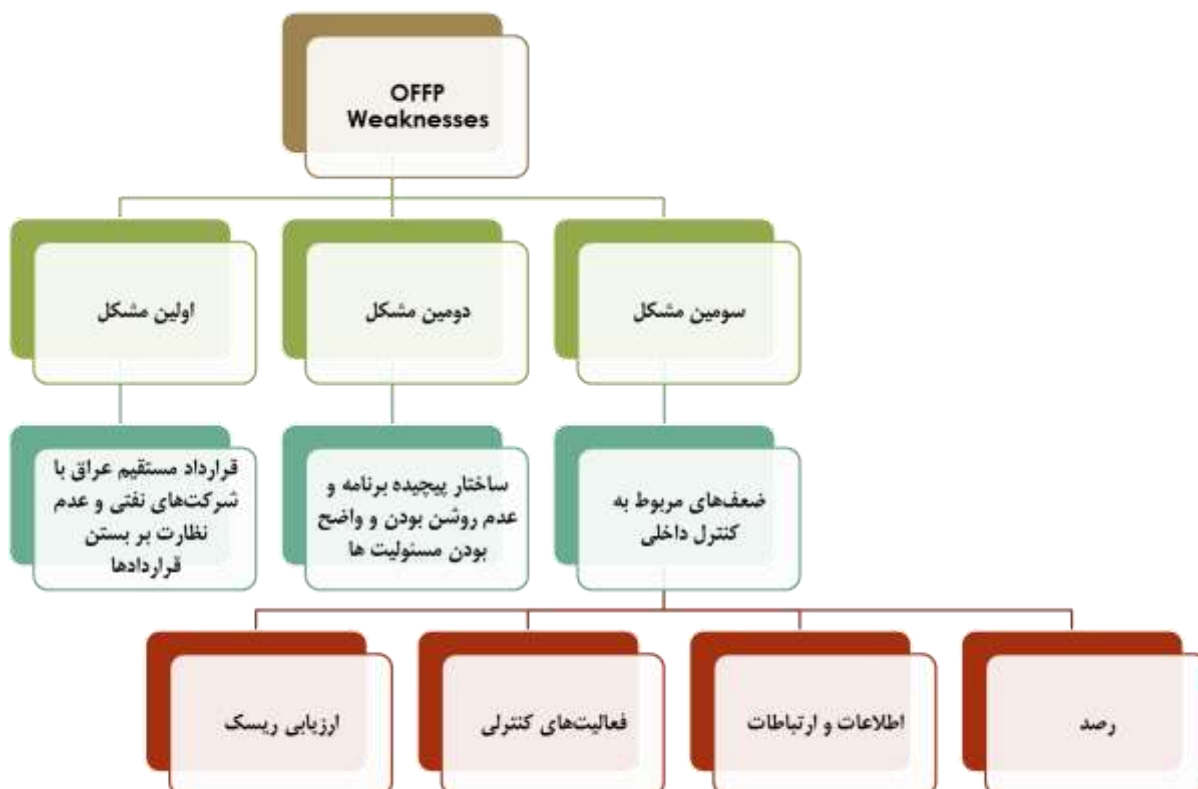 OFFP
Weaknesses
اولین مشکل
دومین مشکل
سومین مشکل
قرارداد مستقیم عراق با
شرکت‌های نفتی و عدم
نظارت بر بستن
قراردادها
ساختار پیچیده برنامه و
عدم روشن بودن و واضح
بودن مسئولیت ها
ضعف‌های مربوط به
کنترل داخلی
ارزیابی ریسک
فعالیت‌های کنترلی
اطلاعات و ارتباطات
رصد